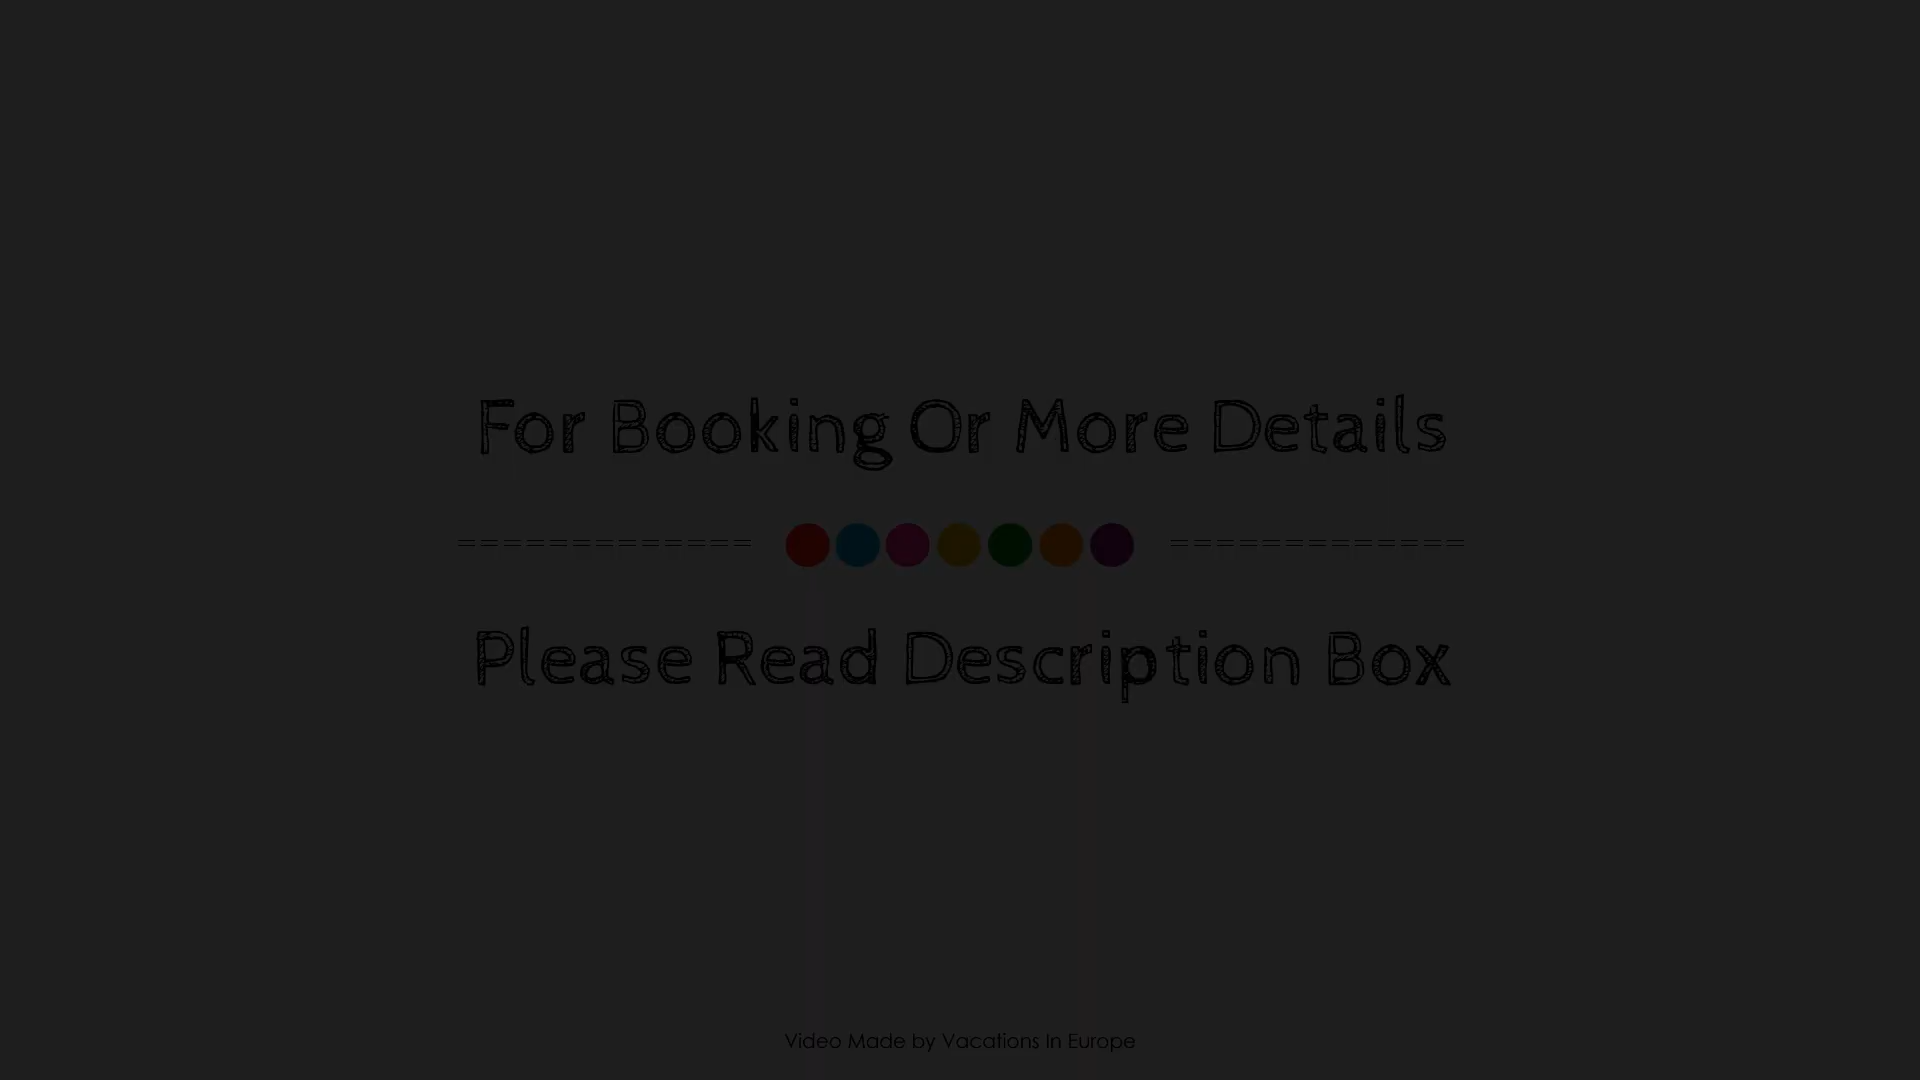 For Booking Or More Details
============= =============
Please Read Description Box
Video Made by Vacations In Europe